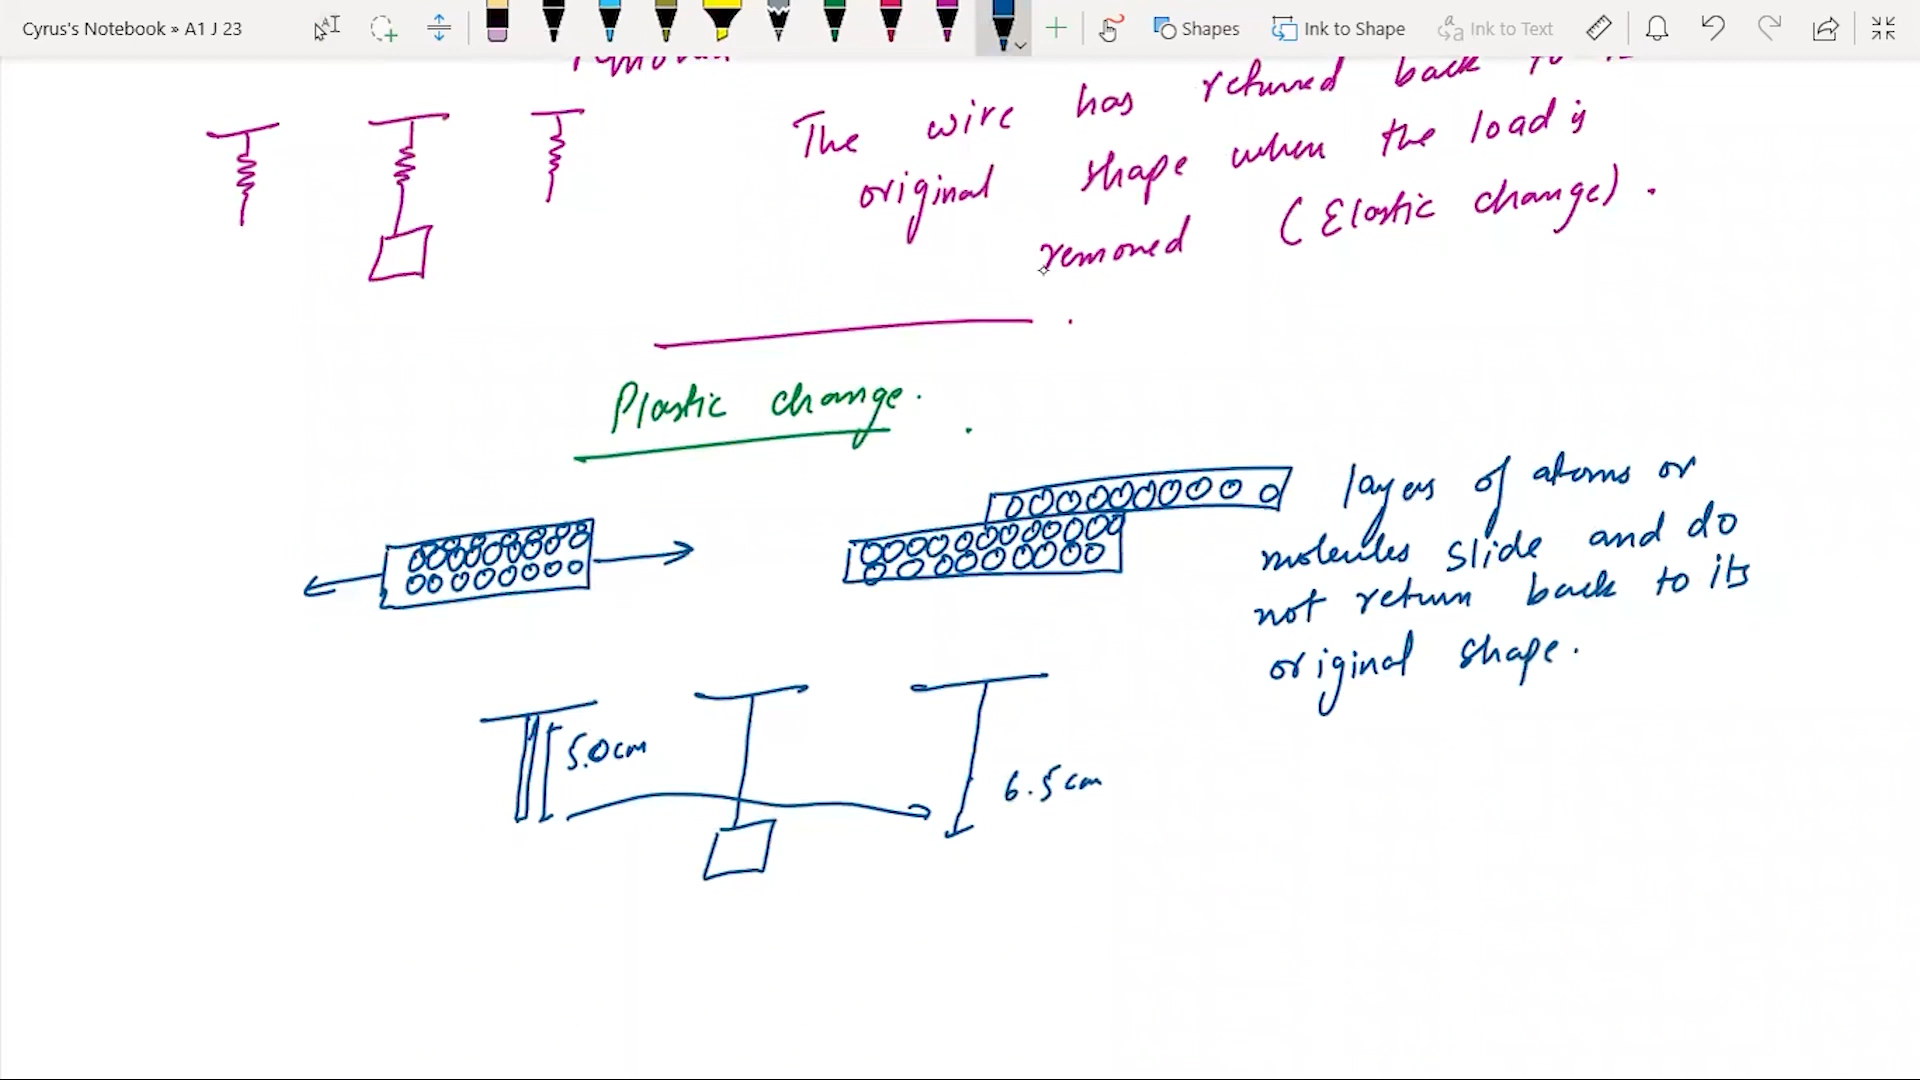 Cyrus's Notebook » A1 J 23
Shapes
Ink to Shape
Ink to Text
removed
The wire has returned back to its
original shape when the load is
removed (Elastic change).
Plastic change.
layers of atoms or
molecules slide and do
not return back to its
original shape.
5.0cm
6.5cm